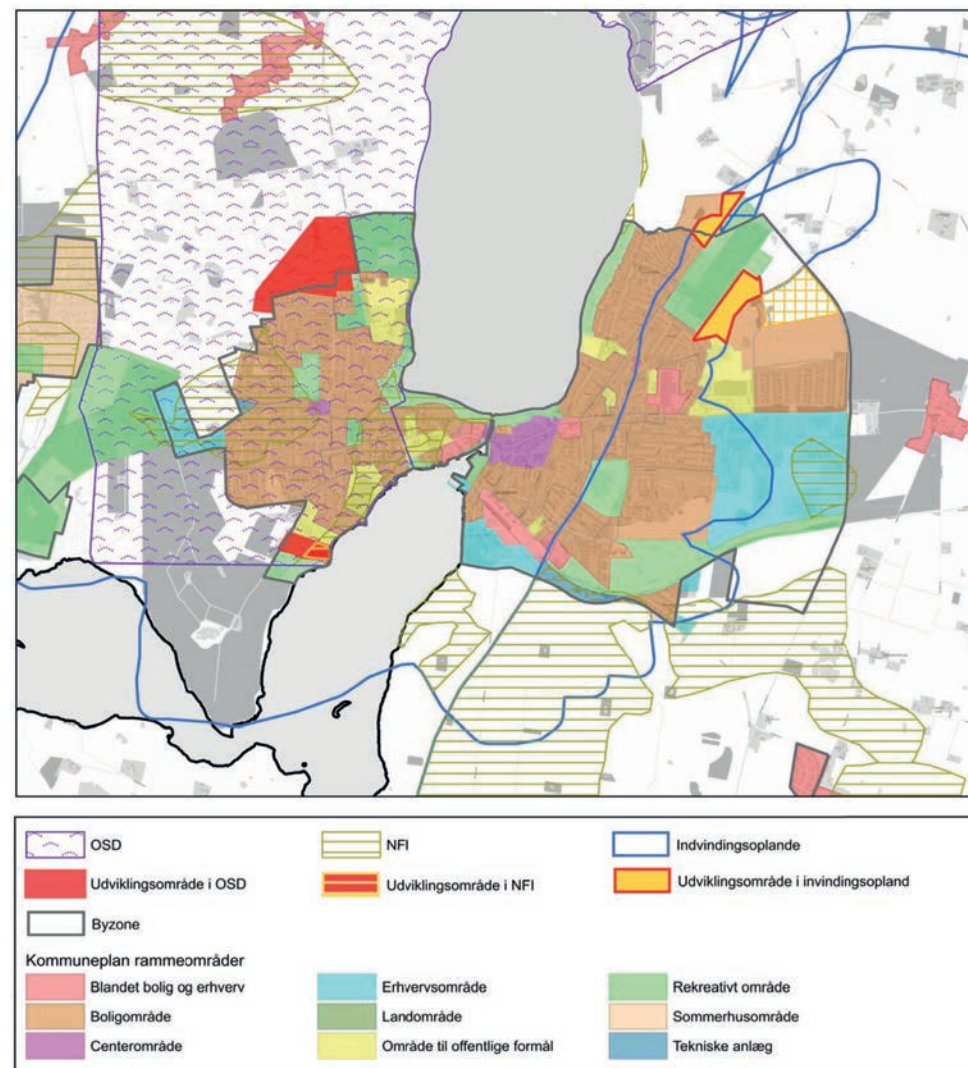 OSD
NFI
Indvindingsoplande
Udviklingsområde i OSD
Udviklingsområde i NFI
Udviklingsområde i invindingsopland
Byzone
Kommuneplan rammeområder
Blandet bolig og erhverv
Erhvervsområde
Rekreativt område
Boligområde
Landområde
Sommerhusområde
Centerområde
Område til offentlige formål
Tekniske anlæg